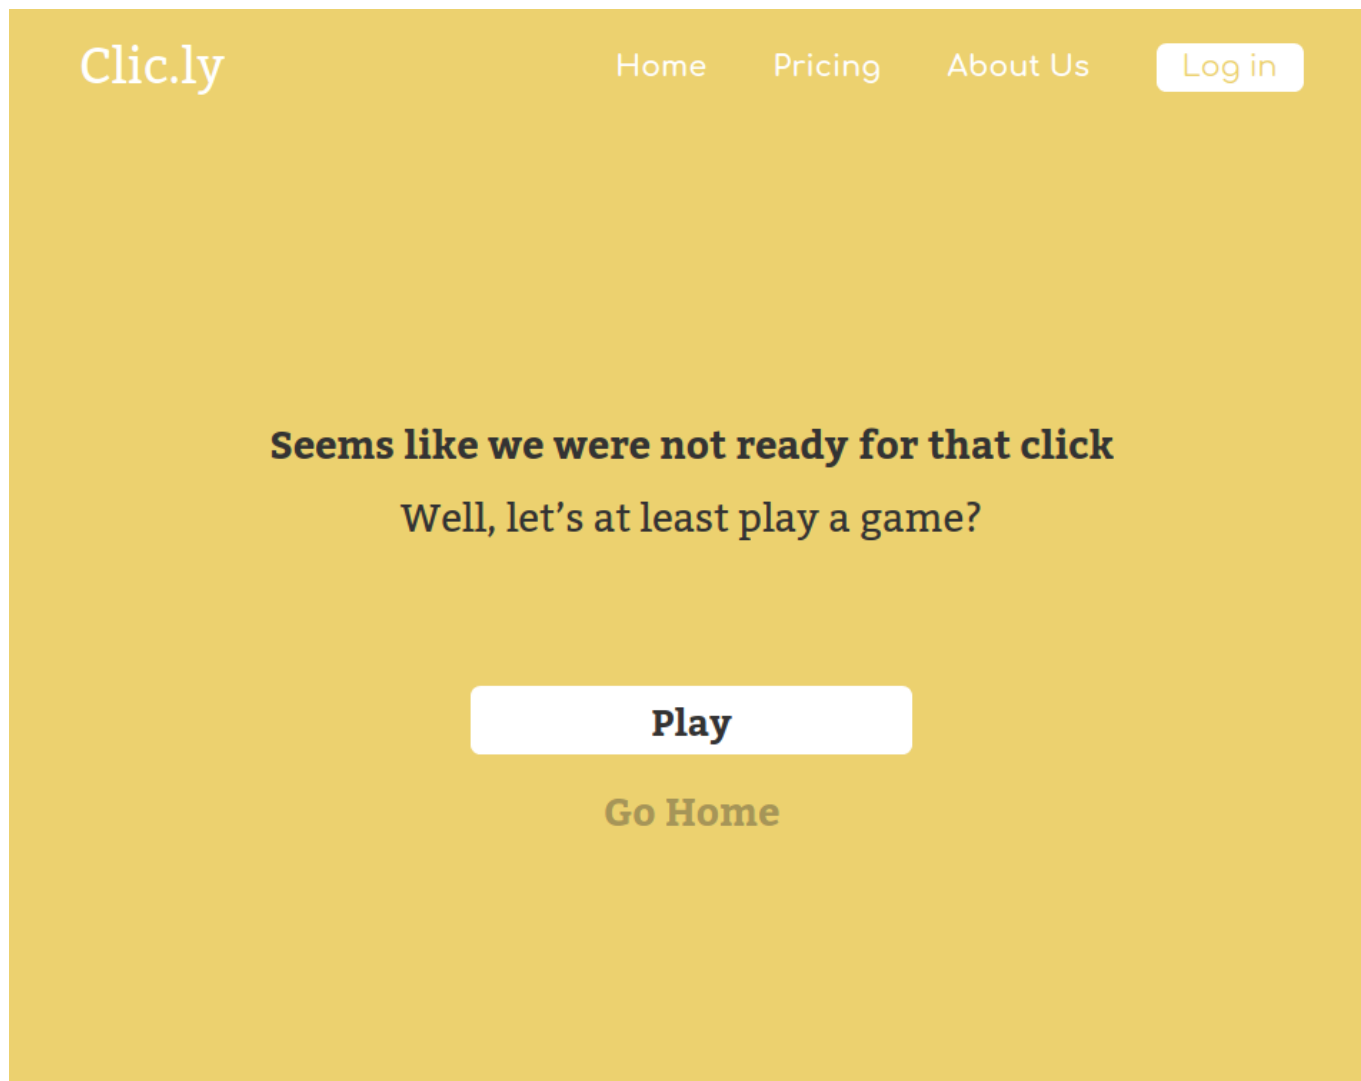 Clic.ly
Home Pricing About Us Log in
Seems like we were not ready for that click
Well, let’s at least play a game?
Play
Go Home